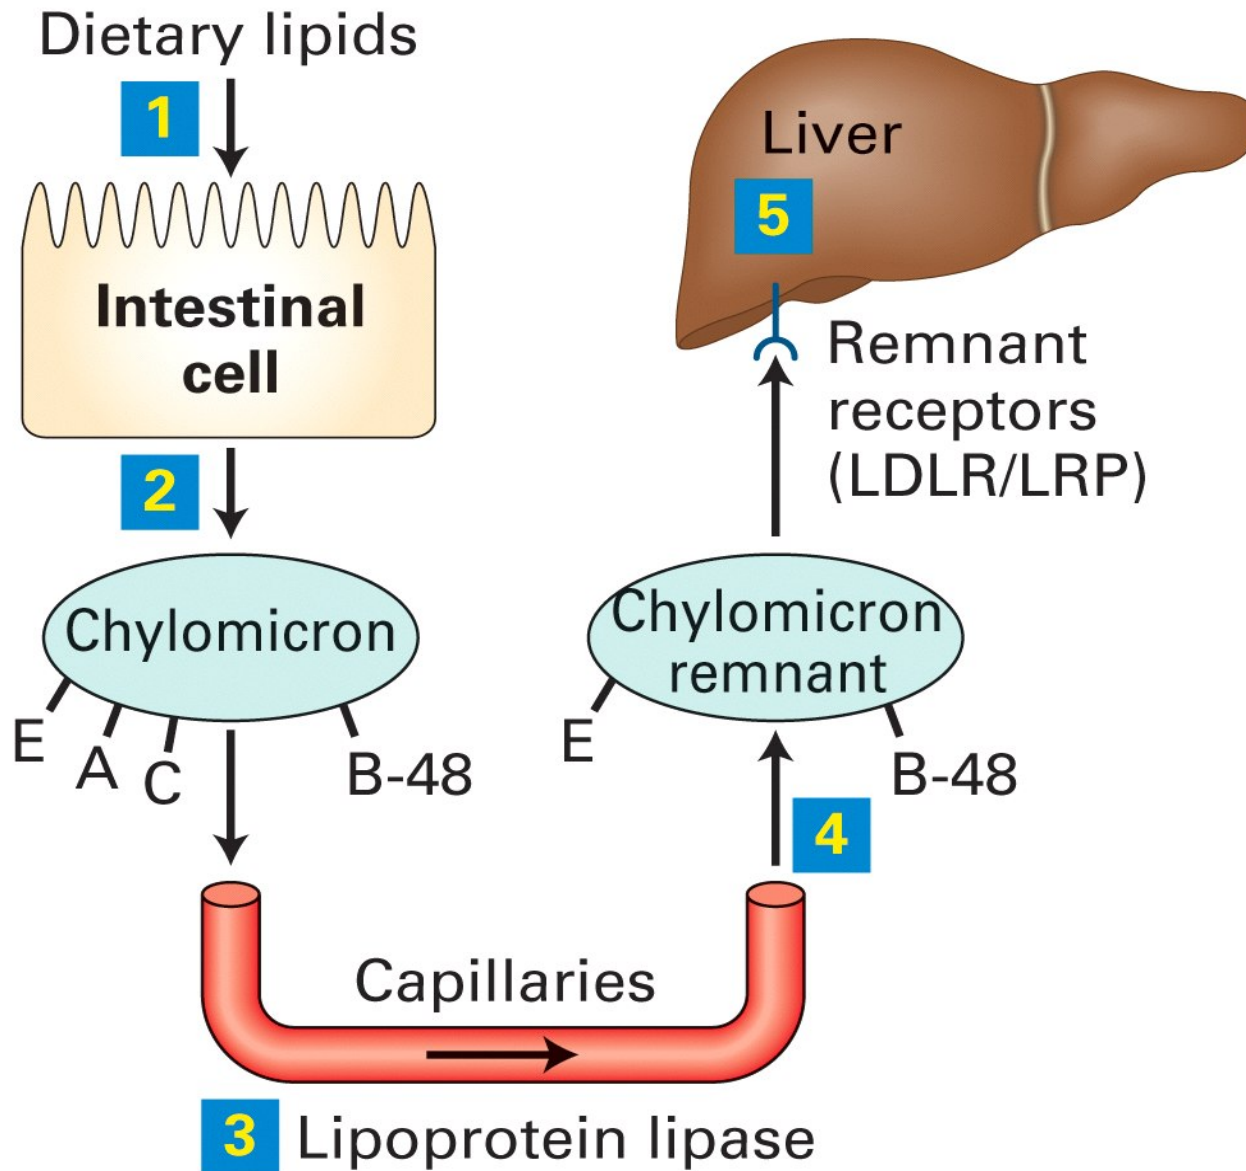 Dietary lipids
1
Intestinal
cell
2
Chylomicron
E
A
C
B-48
Capillaries
3 Lipoprotein lipase
4
Chylomicron
remnant
E
B-48
Remnant
receptors
(LDLR/LRP)
Liver
5